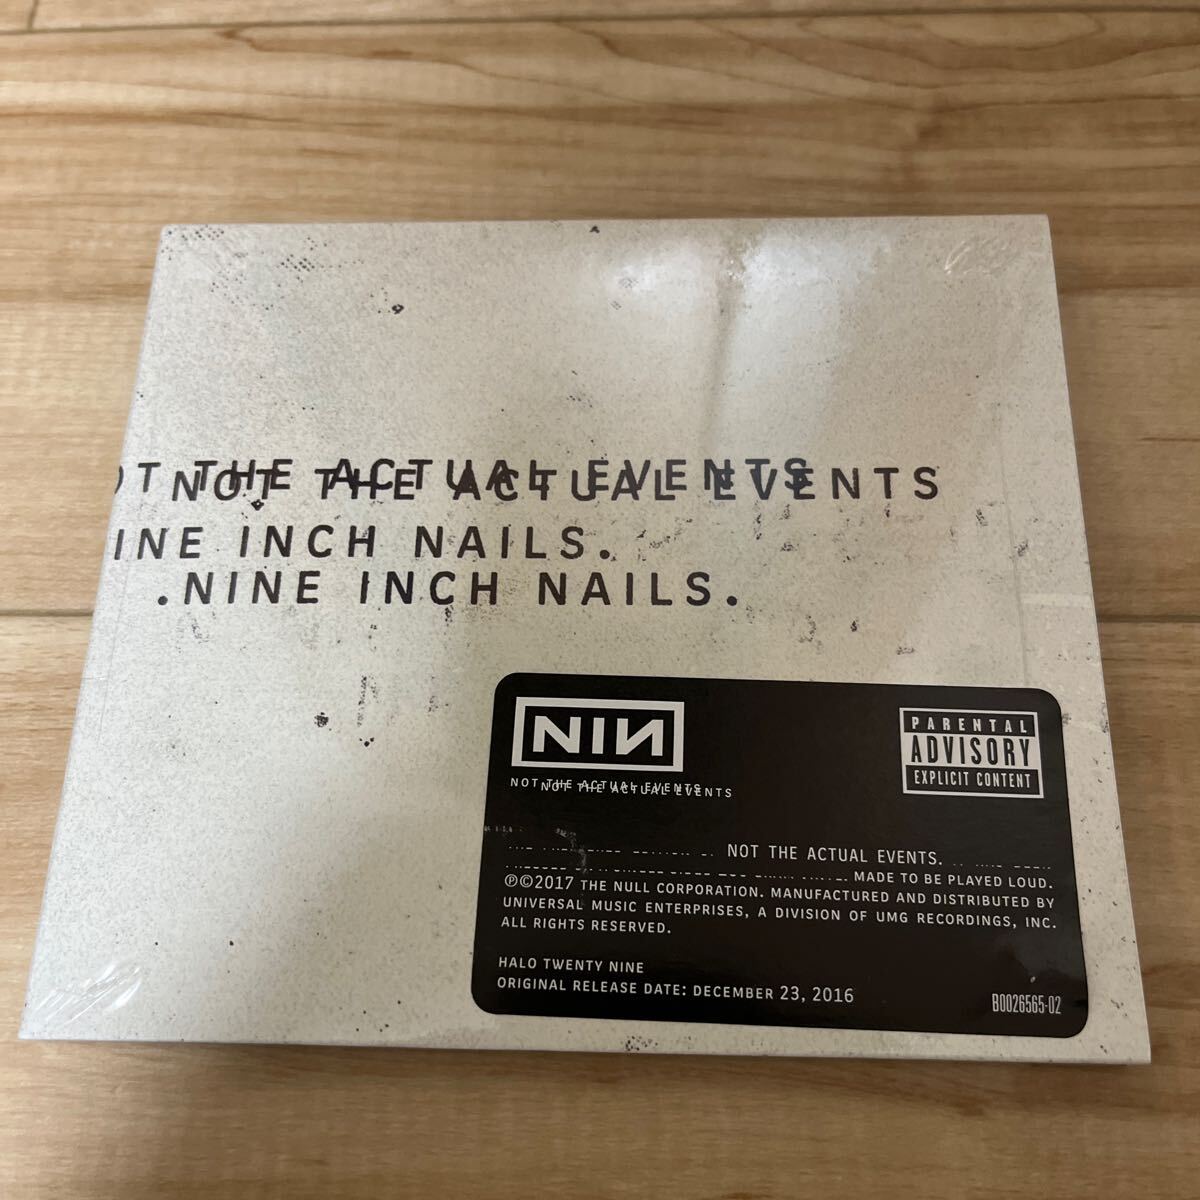 OT THE ACTUAL EVENTS
NOT THE ACTUAL EVENTS
INE INCH NAILS.
.NINE INCH NAILS.
NIN
NOT THE ACTUAL EVENTS
NOT THE ACTUAL EVENTS
PARENTAL
ADVISORY
EXPLICIT CONTENT
NOT THE ACTUAL EVENTS.
MADE TO BE PLAYED LOUD.
℗©2017 THE NULL CORPORATION. MANUFACTURED AND DISTRIBUTED BY
UNIVERSAL MUSIC ENTERPRISES, A DIVISION OF UMG RECORDINGS, INC.
ALL RIGHTS RESERVED.
HALO TWENTY NINE
ORIGINAL RELEASE DATE: DECEMBER 23, 2016
B0026565-02